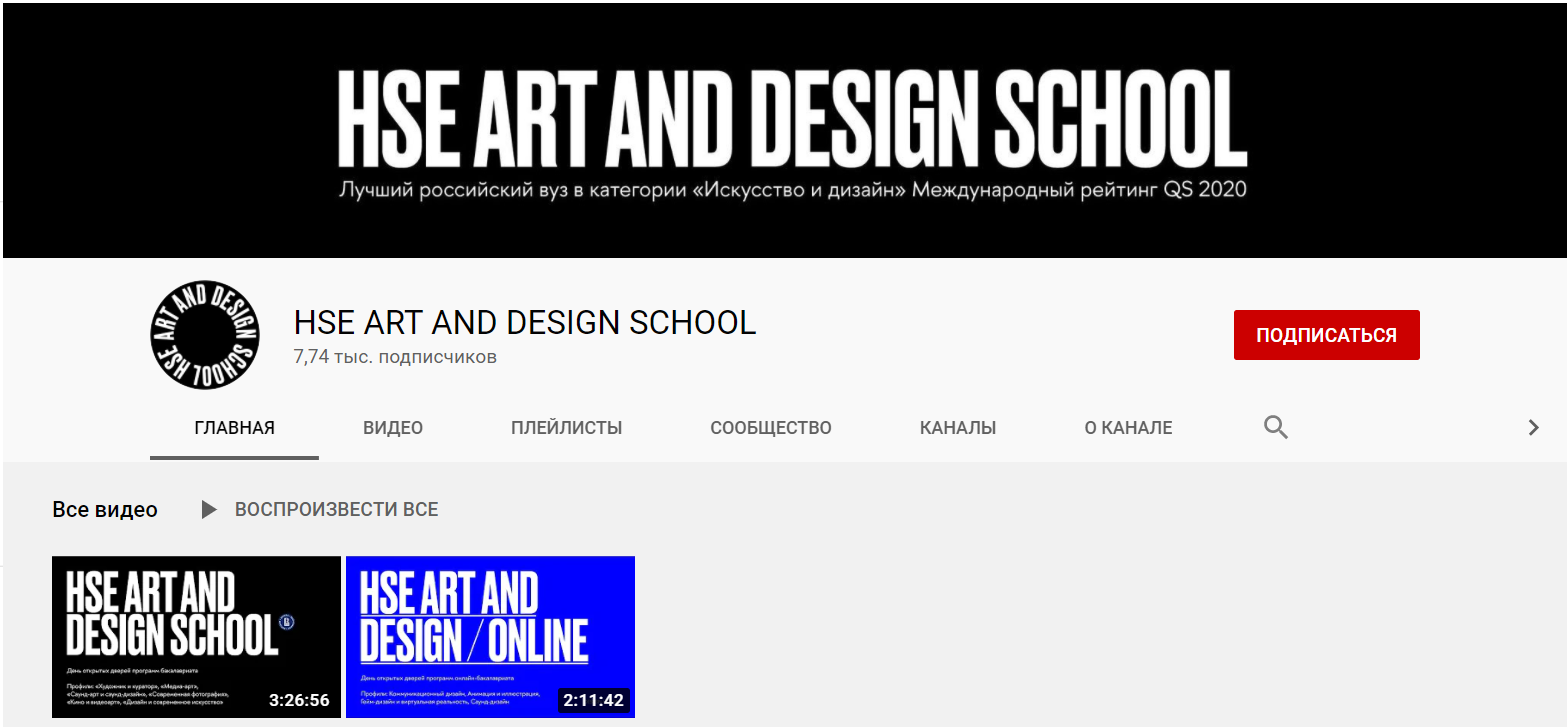 HSE ART AND DESIGN SCHOOL
Лучший российский вуз в категории «Искусство и дизайн» Международный рейтинг QS 2020
HSE ART AND DESIGN SCHOOL
HSE ART AND DESIGN SCHOOL
7,74 тыс. подписчиков
ПОДПИСАТЬСЯ
ГЛАВНАЯ ВИДЕО ПЛЕЙЛИСТЫ СООБЩЕСТВО КАНАЛЫ О КАНАЛЕ
Все видео ВОСПРОИЗВЕСТИ ВСЕ
HSE ART AND
DESIGN SCHOOL
День открытых дверей программ бакалавриата
Профили: «Художник и куратор», «Медиа-арт»,
«Саунд-арт и саунд-дизайн», «Современная фотография»,
«Кино и видеоарт», «Дизайн и современное искусство»
3:26:56
HSE ART AND
DESIGN / ONLINE
День открытых дверей программ онлайн-бакалавриата
Профили: Коммуникационный дизайн, Анимация и иллюстрация,
Гейм-дизайн и виртуальная реальность, Саунд-дизайн
2:11:42